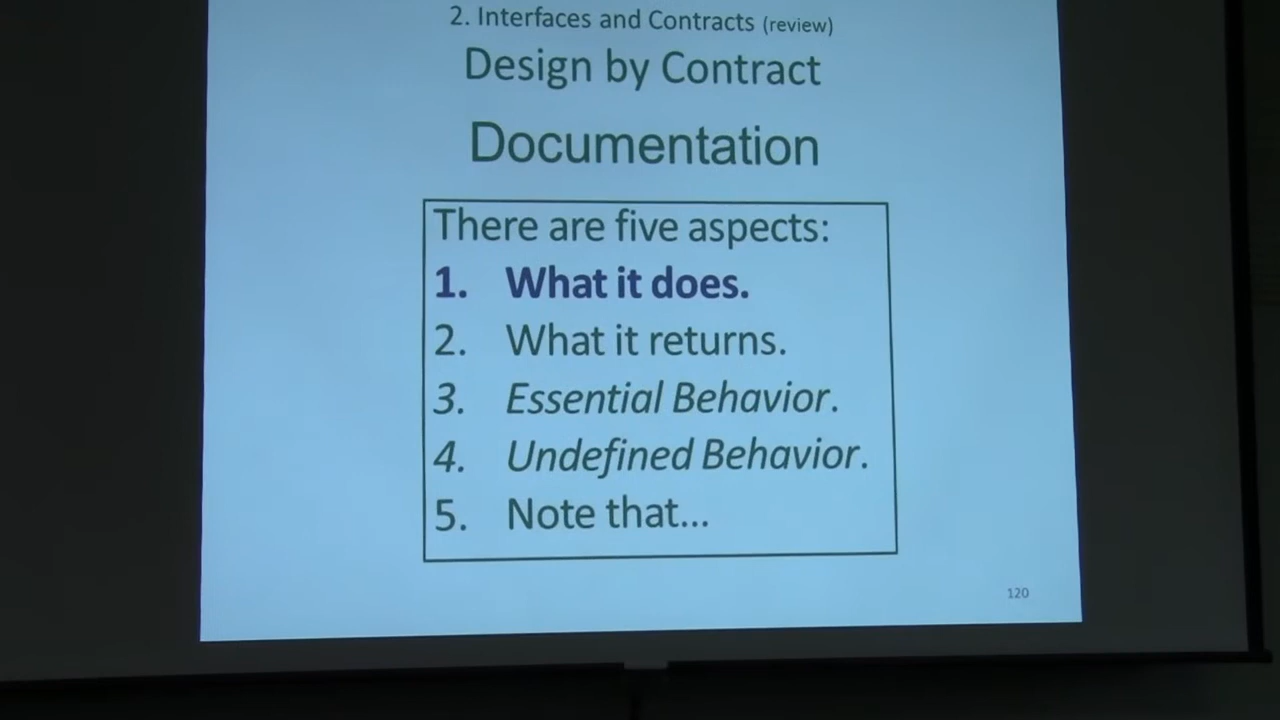 2. Interfaces and Contracts (review)
Design by Contract
Documentation
There are five aspects:
1. What it does.
2. What it returns.
3. Essential Behavior.
4. Undefined Behavior.
5. Note that...
120